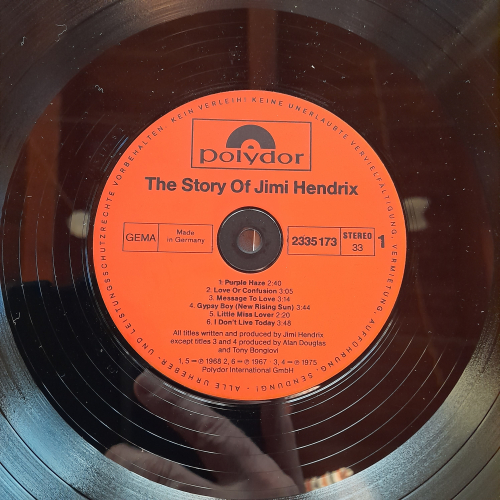 ALLE URHEBER- UND LEISTUNGSSCHUTZRECHTE VORBEHALTEN. KEIN VERLEIH! KEINE UNERLAUBTE VERVIELFÄLTIGUNG, VERMIETUNG, AUFFÜHRUNG, SENDUNG!
polydor
The Story Of Jimi Hendrix
GEMA Made in Germany 2335 173 STEREO 33 1
1. Purple Haze 2:40
2. Love Or Confusion 3:05
3. Message To Love 3:14
4. Gypsy Boy (New Rising Sun) 3:44
5. Little Miss Lover 2:20
6. I Don't Live Today 3:48
All titles written and produced by Jimi Hendrix
except titles 3 and 4 produced by Alan Douglas
and Tony Bongiovi
1, 5 → ℗ 1968 2, 6 → ℗ 1967 · 3, 4 → ℗ 1975
Polydor International GmbH